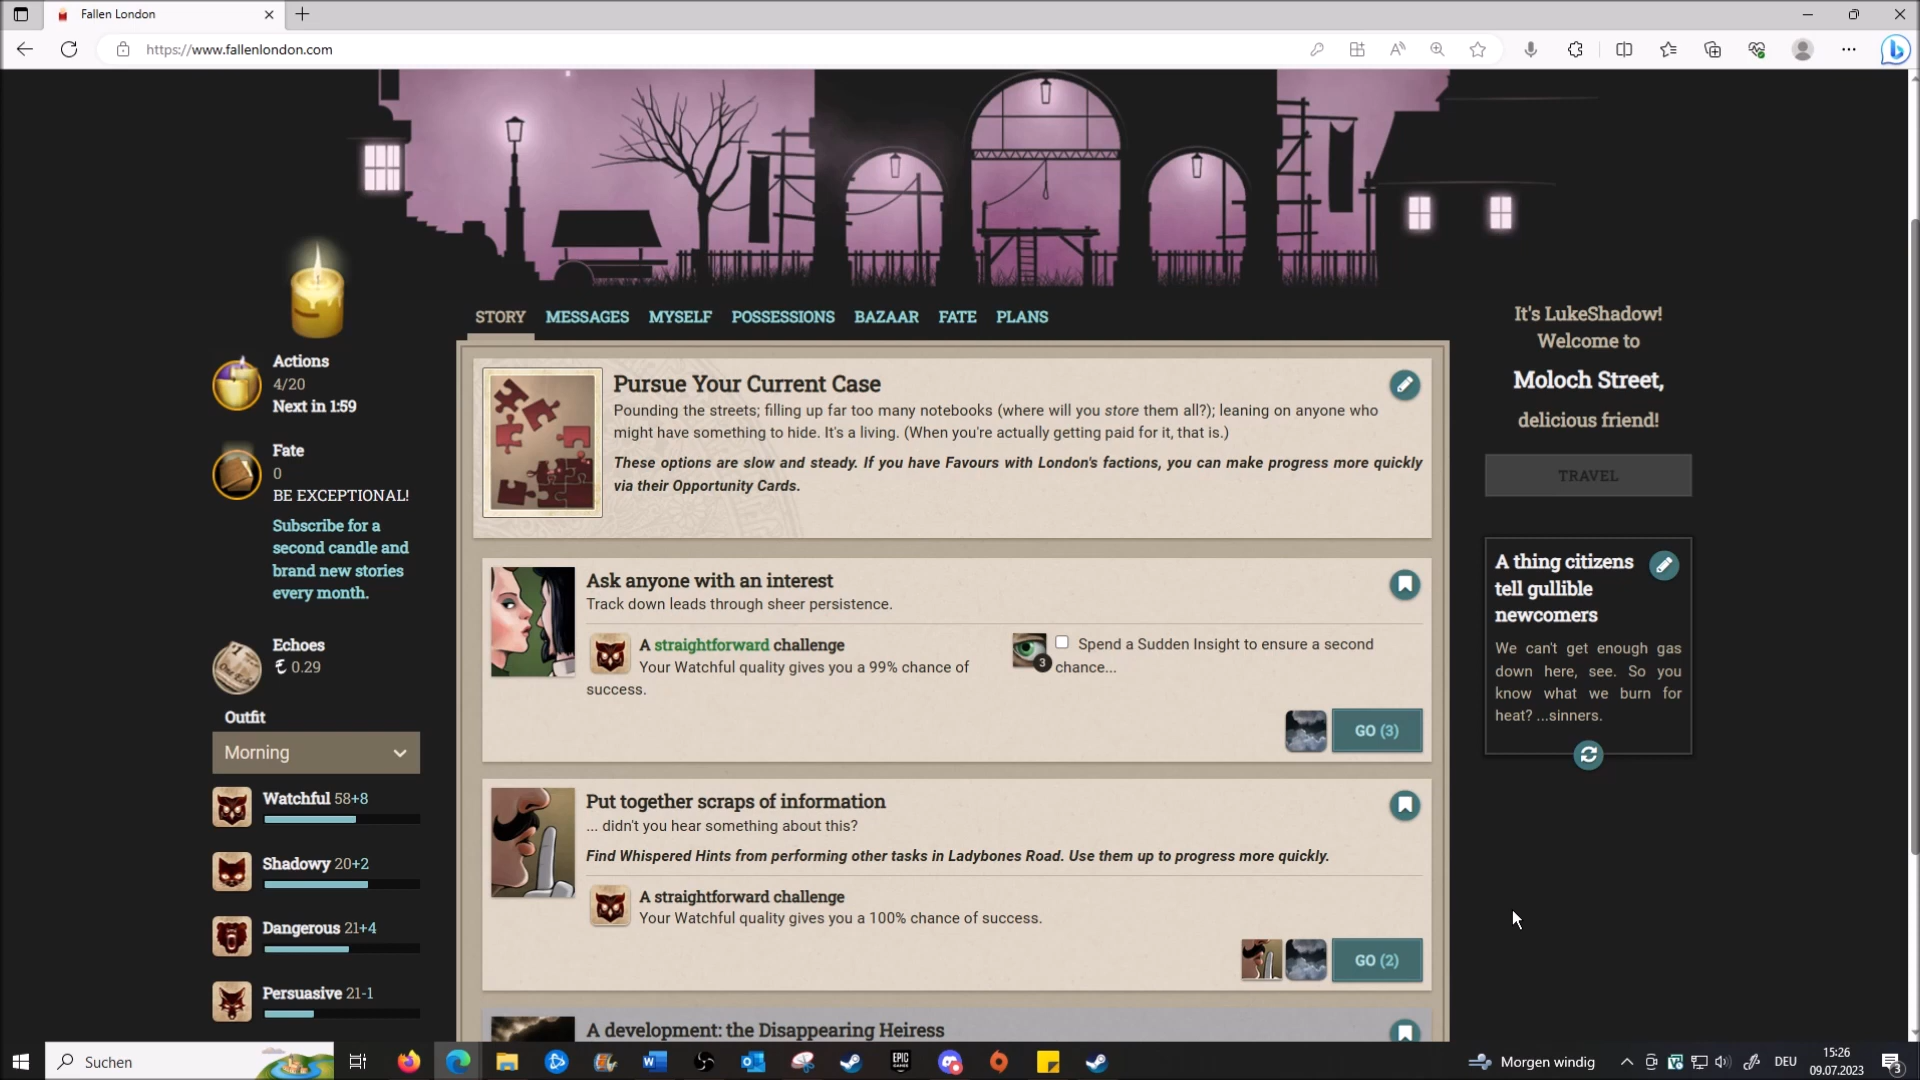 Fallen London
https://www.fallenlondon.com
STORY MESSAGES MYSELF POSSESSIONS BAZAAR FATE PLANS
Actions
4/20
Next in 1:59
Fate
0
BE EXCEPTIONAL!
Subscribe for a
second candle and
brand new stories
every month.
Echoes
0.29
Outfit
Morning
Watchful 58+8
Shadowy 20+2
Dangerous 21+4
Persuasive 21-1
Pursue Your Current Case
Pounding the streets; filling up far too many notebooks (where will you store them all?); leaning on anyone who
might have something to hide. It's a living. (When you're actually getting paid for it, that is.)
These options are slow and steady. If you have Favours with London's factions, you can make progress more quickly
via their Opportunity Cards.
Ask anyone with an interest
Track down leads through sheer persistence.
A straightforward challenge
Your Watchful quality gives you a 99% chance of
success.
3
Spend a Sudden Insight to ensure a second
chance...
GO (3)
Put together scraps of information
... didn't you hear something about this?
Find Whispered Hints from performing other tasks in Ladybones Road. Use them up to progress more quickly.
A straightforward challenge
Your Watchful quality gives you a 100% chance of success.
GO (2)
A development: the Disappearing Heiress
It's LukeShadow!
Welcome to
Moloch Street,
delicious friend!
TRAVEL
A thing citizens
tell gullible
newcomers
We can't get enough gas
down here, see. So you
know what we burn for
heat? ...sinners.
Suchen
EPIC
GAMES
Morgen windig
DEU
15:26
09.07.2023
3